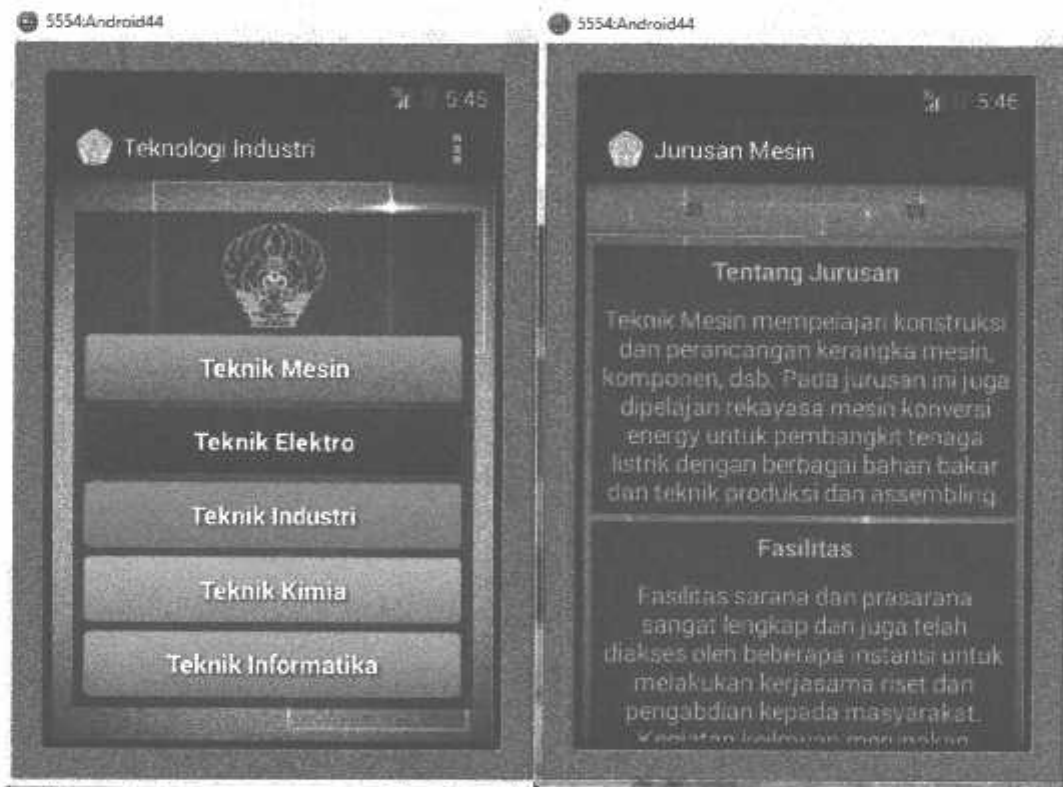 5554:Android44
5:45
Teknologi Industri
Teknik Mesin
Teknik Elektro
Teknik Industri
Teknik Kimia
Teknik Informatika
5554:Android44
5:46
Jurusan Mesin
Tentang Jurusan
Teknik Mesin mempelajari konstruksi
dan perancangan kerangka mesin,
komponen, dsb. Pada jurusan ini juga
dipelajari rekayasa mesin konversi
energy untuk pembangkit tenaga
listrik dengan berbagai bahan bakar
dan teknik produksi dan assembling
Fasilitas
Fasilitas sarana dan prasarana
sangat lengkap dan juga telah
diakses oleh beberapa instansi untuk
melakukan kerjasama riset dan
pengabdian kepada masyarakat.
Kegiatan keilmuan merupakan